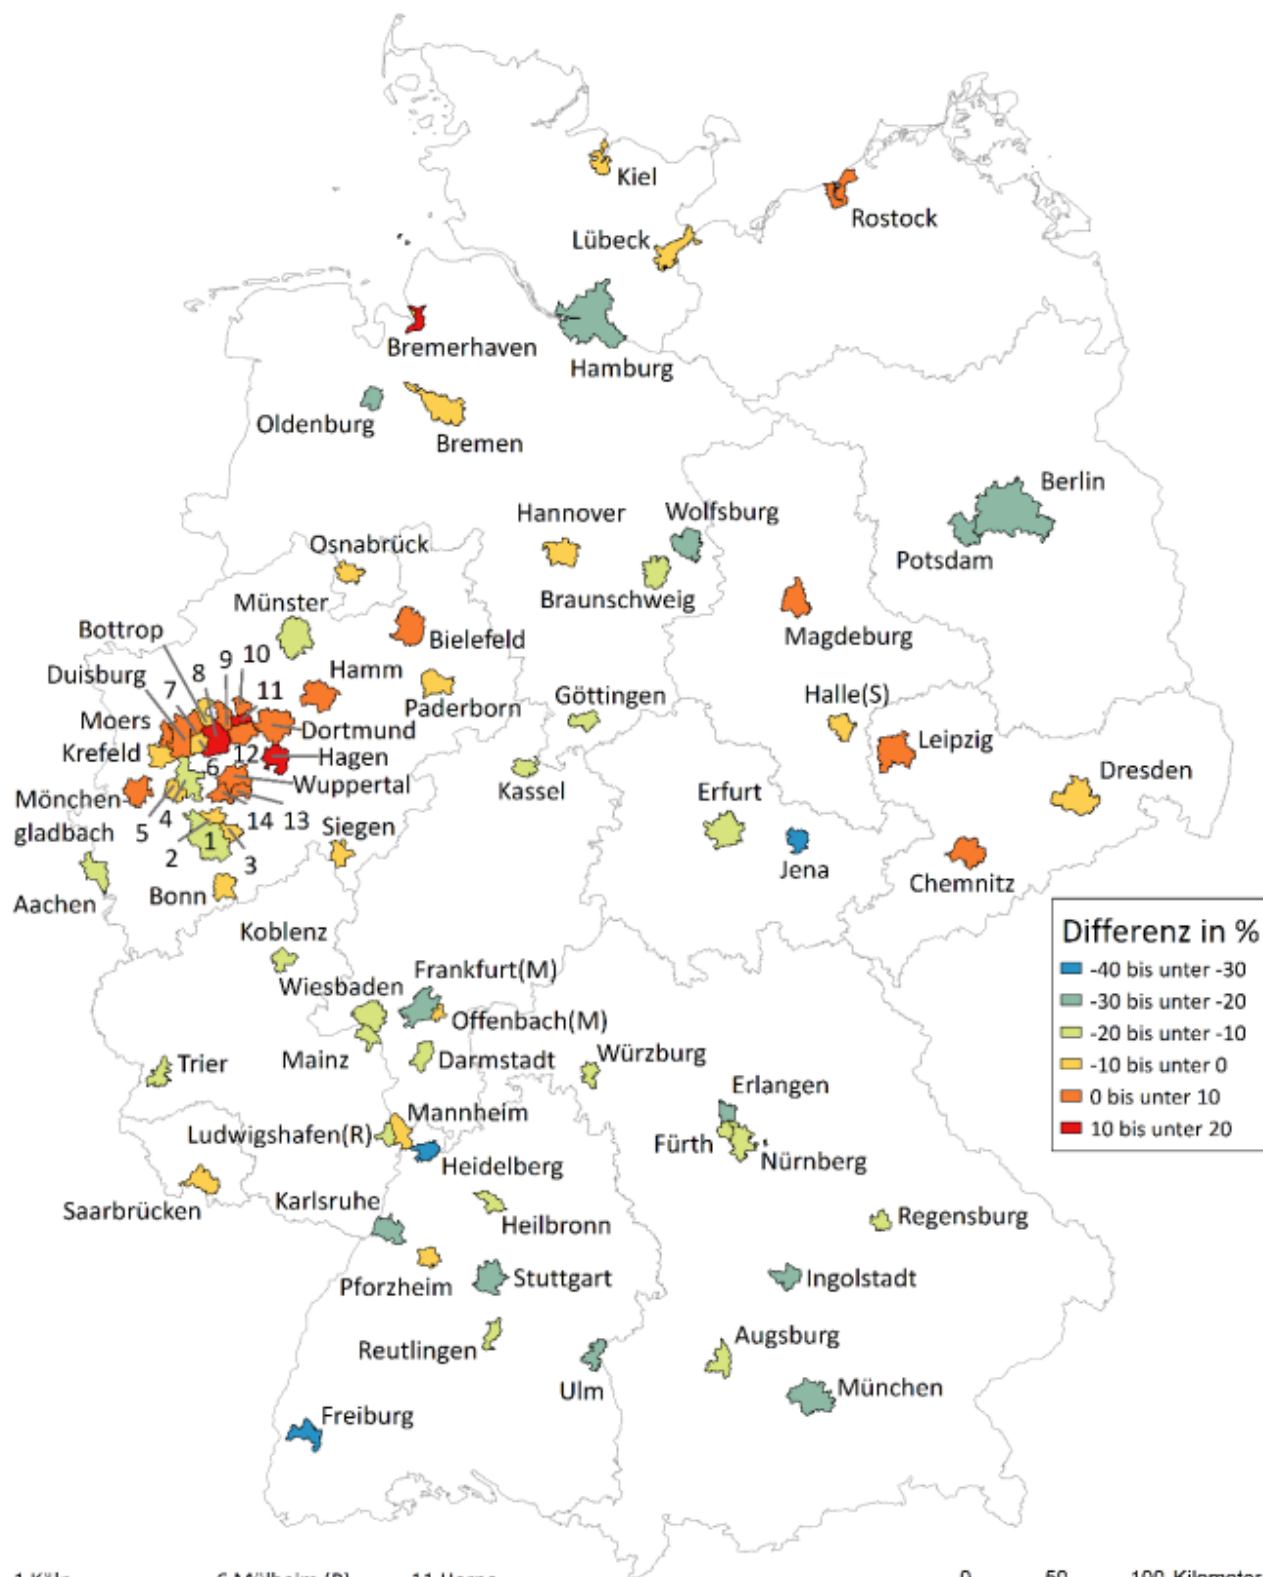 Kiel
Rostock
Lübeck
Bremerhaven
Hamburg
Oldenburg
Bremen
Berlin
Hannover
Wolfsburg
Osnabrück
Potsdam
Braunschweig
Münster
Magdeburg
Bottrop
Bielefeld
Duisburg
7
8
9
10
11
Hamm
Paderborn
Göttingen
Halle(S)
Moers
Dortmund
Leipzig
Krefeld
12
Hagen
6
Wuppertal
Kassel
Erfurt
Dresden
Mönchen-
gladbach
5
4
14
13
Siegen
2
1
3
Jena
Chemnitz
Aachen
Bonn
Koblenz
Differenz in %
-40 bis unter -30
-30 bis unter -20
-20 bis unter -10
-10 bis unter 0
0 bis unter 10
10 bis unter 20
Frankfurt(M)
Wiesbaden
Offenbach(M)
Mainz
Darmstadt
Würzburg
Trier
Erlangen
Mannheim
Ludwigshafen(R)
Fürth
Nürnberg
Heidelberg
Saarbrücken
Karlsruhe
Heilbronn
Regensburg
Pforzheim
Stuttgart
Ingolstadt
Reutlingen
Augsburg
Ulm
München
Freiburg